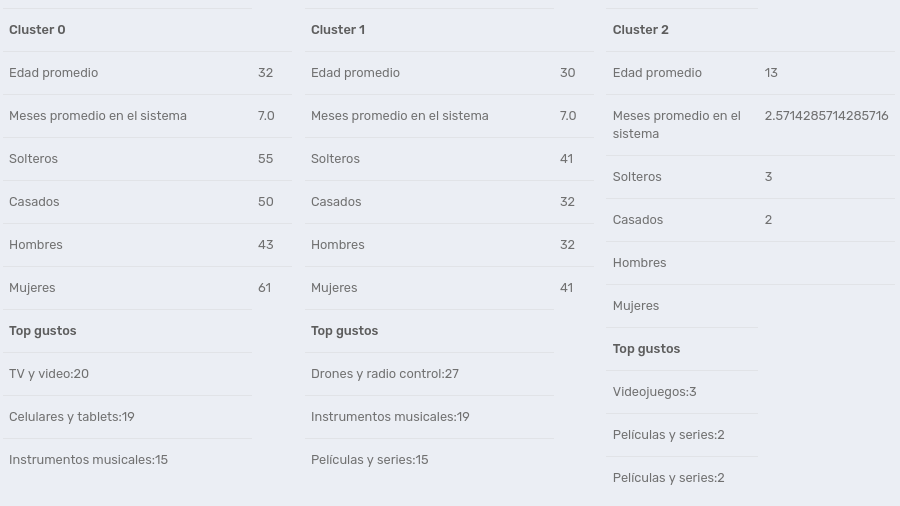 Cluster 0
Edad promedio 32
Meses promedio en el sistema 7.0
Solteros 55
Casados 50
Hombres 43
Mujeres 61
Top gustos
TV y video:20
Celulares y tablets:19
Instrumentos musicales:15
Cluster 1
Edad promedio 30
Meses promedio en el sistema 7.0
Solteros 41
Casados 32
Hombres 32
Mujeres 41
Top gustos
Drones y radio control:27
Instrumentos musicales:19
Películas y series:15
Cluster 2
Edad promedio 13
Meses promedio en el 2.5714285714285716
sistema
Solteros 3
Casados 2
Hombres
Mujeres
Top gustos
Videojuegos:3
Películas y series:2
Películas y series:2